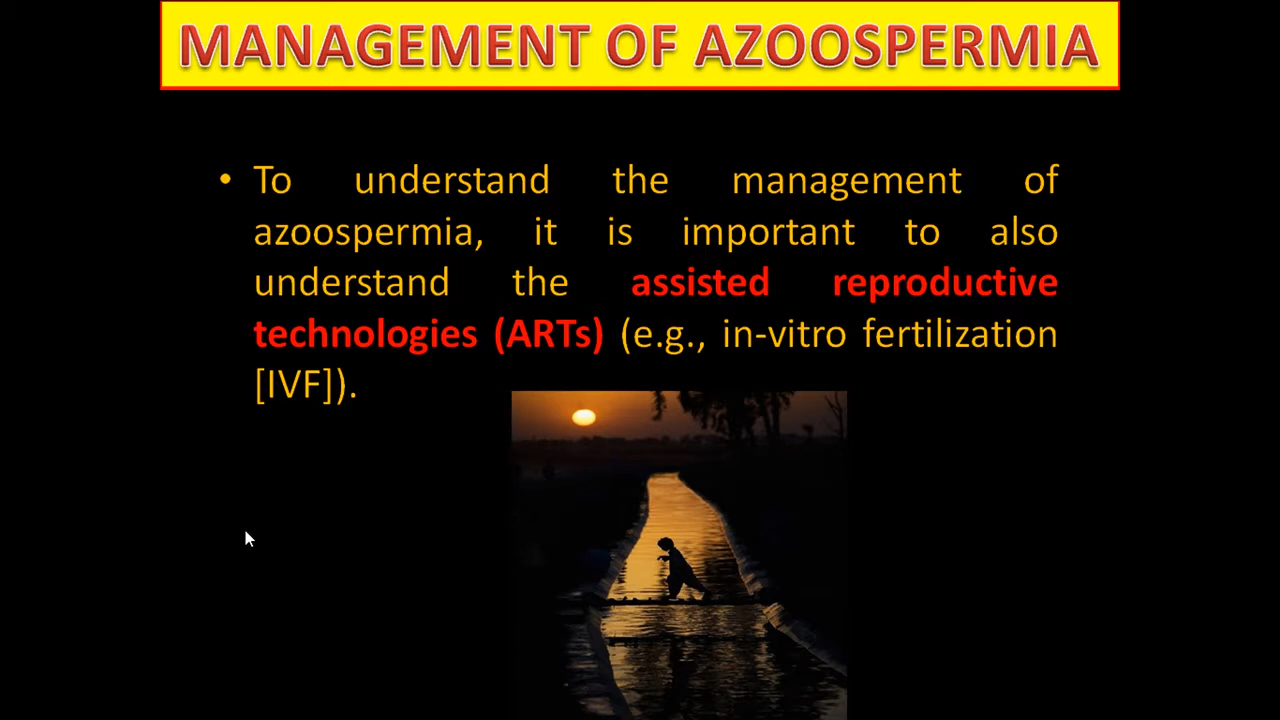 MANAGEMENT OF AZOOSPERMIA
• To understand the management of
azoospermia, it is important to also
understand the assisted reproductive
technologies (ARTs) (e.g., in-vitro fertilization
[IVF]).